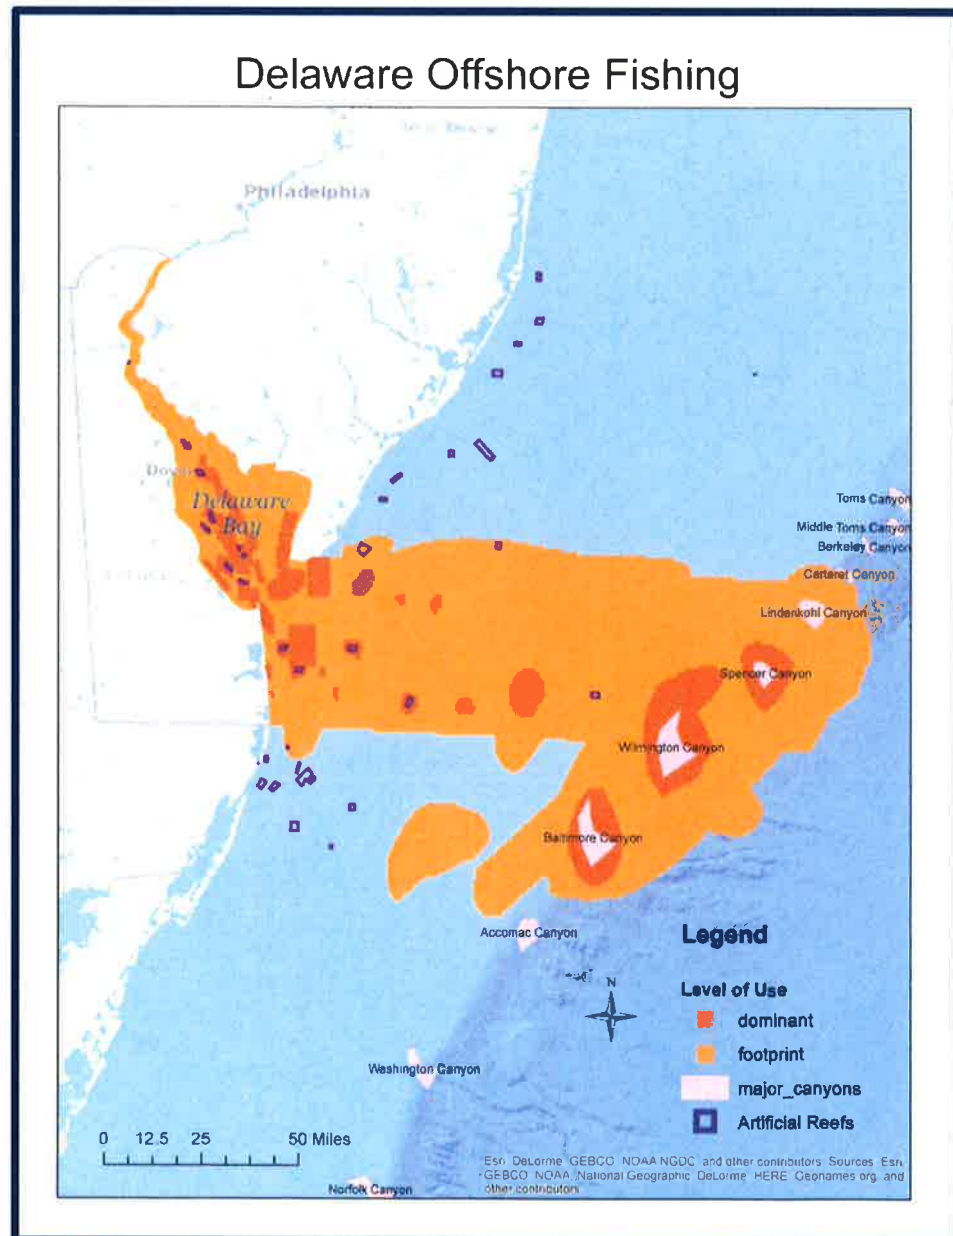 Delaware Offshore Fishing
Philadelphia
Delaware
Bay
Toms Canyon
Middle Toms Canyon
Berkeley Canyon
Carteret Canyon
Lindenkohl Canyon
Spencer Canyon
Wilmington Canyon
Baltimore Canyon
Accomac Canyon
Washington Canyon
Norfolk Canyon
N
Legend
Level of Use
dominant
footprint
major_canyons
Artificial Reefs
0 12.5 25 50 Miles
Esri, DeLorme, GEBCO, NOAA NGDC, and other contributors, Sources: Esri,
GEBCO, NOAA, National Geographic, DeLorme, HERE, Geonames.org, and
other contributors